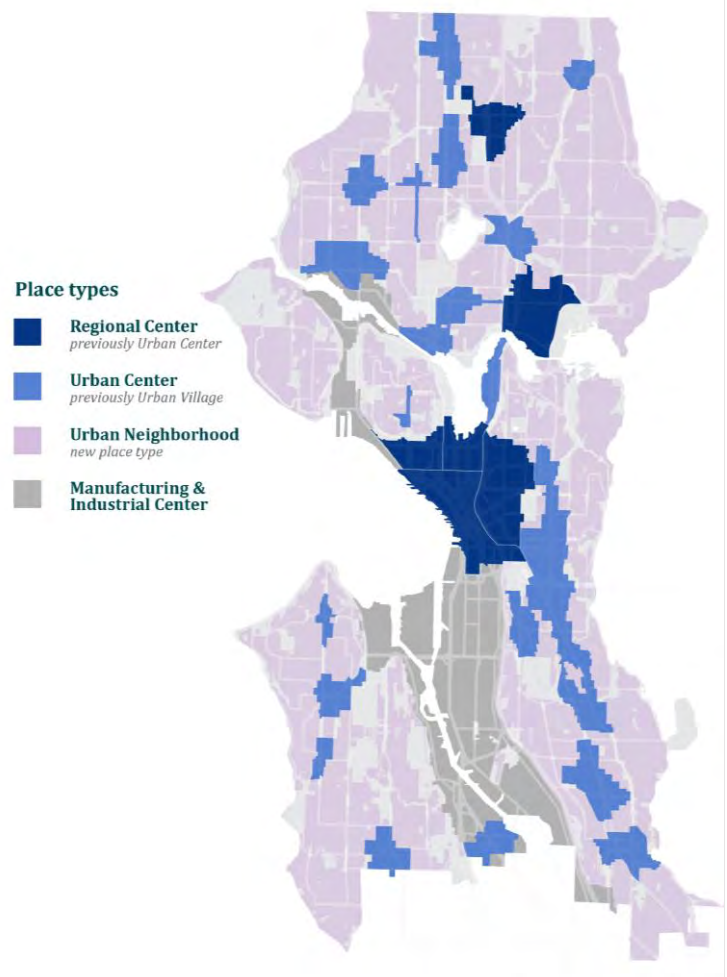 Place types
Regional Center
previously Urban Center
Urban Center
previously Urban Village
Urban Neighborhood
new place type
Manufacturing &
Industrial Center